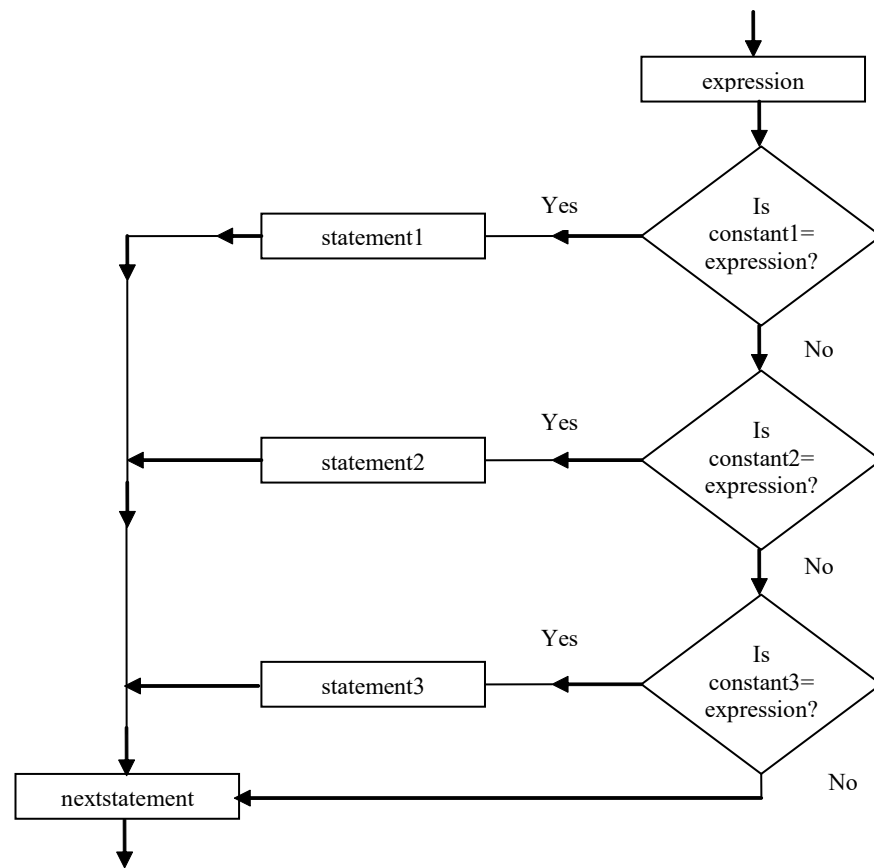 expression
Is
constant1=
expression?
Yes
statement1
No
Is
constant2=
expression?
Yes
statement2
No
Is
constant3=
expression?
Yes
statement3
No
nextstatement